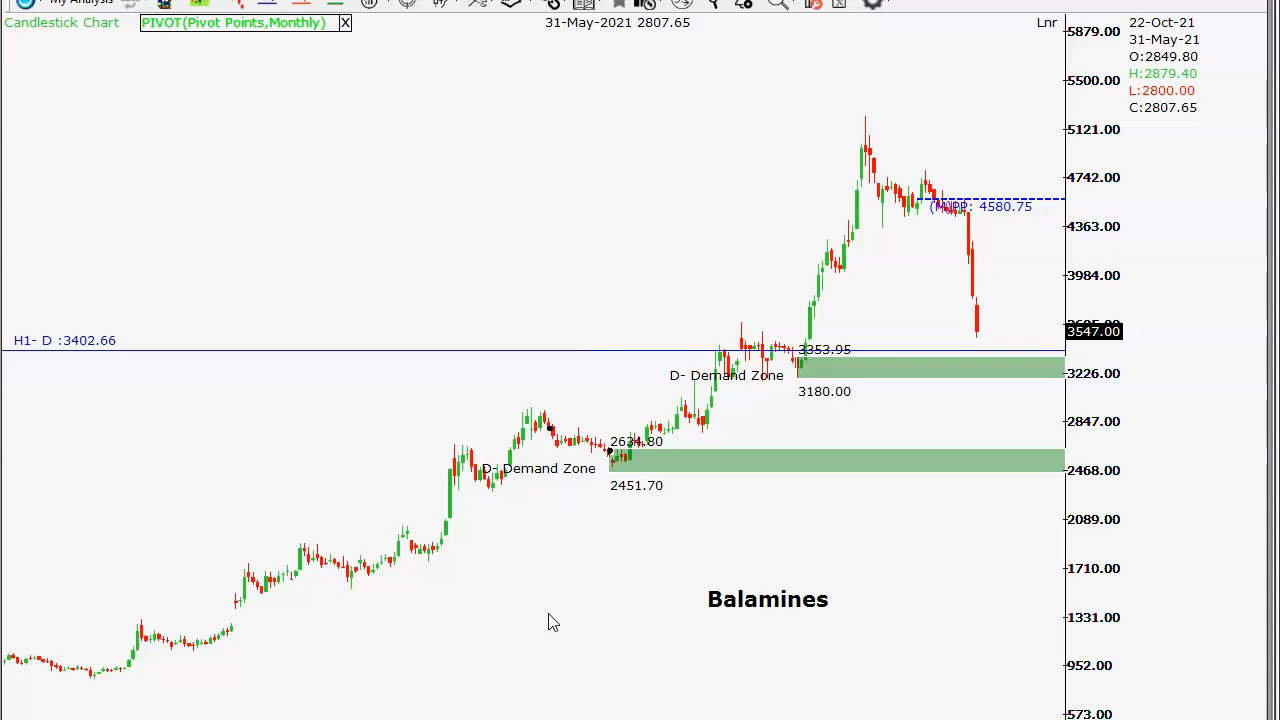 My Analysis
Candlestick Chart
PIVOT(Pivot Points,Monthly) X
31-May-2021 2807.65
Lnr
22-Oct-21
31-May-21
O:2849.80
H:2879.40
L:2800.00
C:2807.65
5879.00
5500.00
5121.00
4742.00
4363.00
3984.00
3547.00
3226.00
2847.00
2468.00
2089.00
1710.00
1331.00
952.00
573.00
(M)PP: 4580.75
H1- D :3402.66
3353.95
D- Demand Zone
3180.00
2634.80
D- Demand Zone
2451.70
Balamines